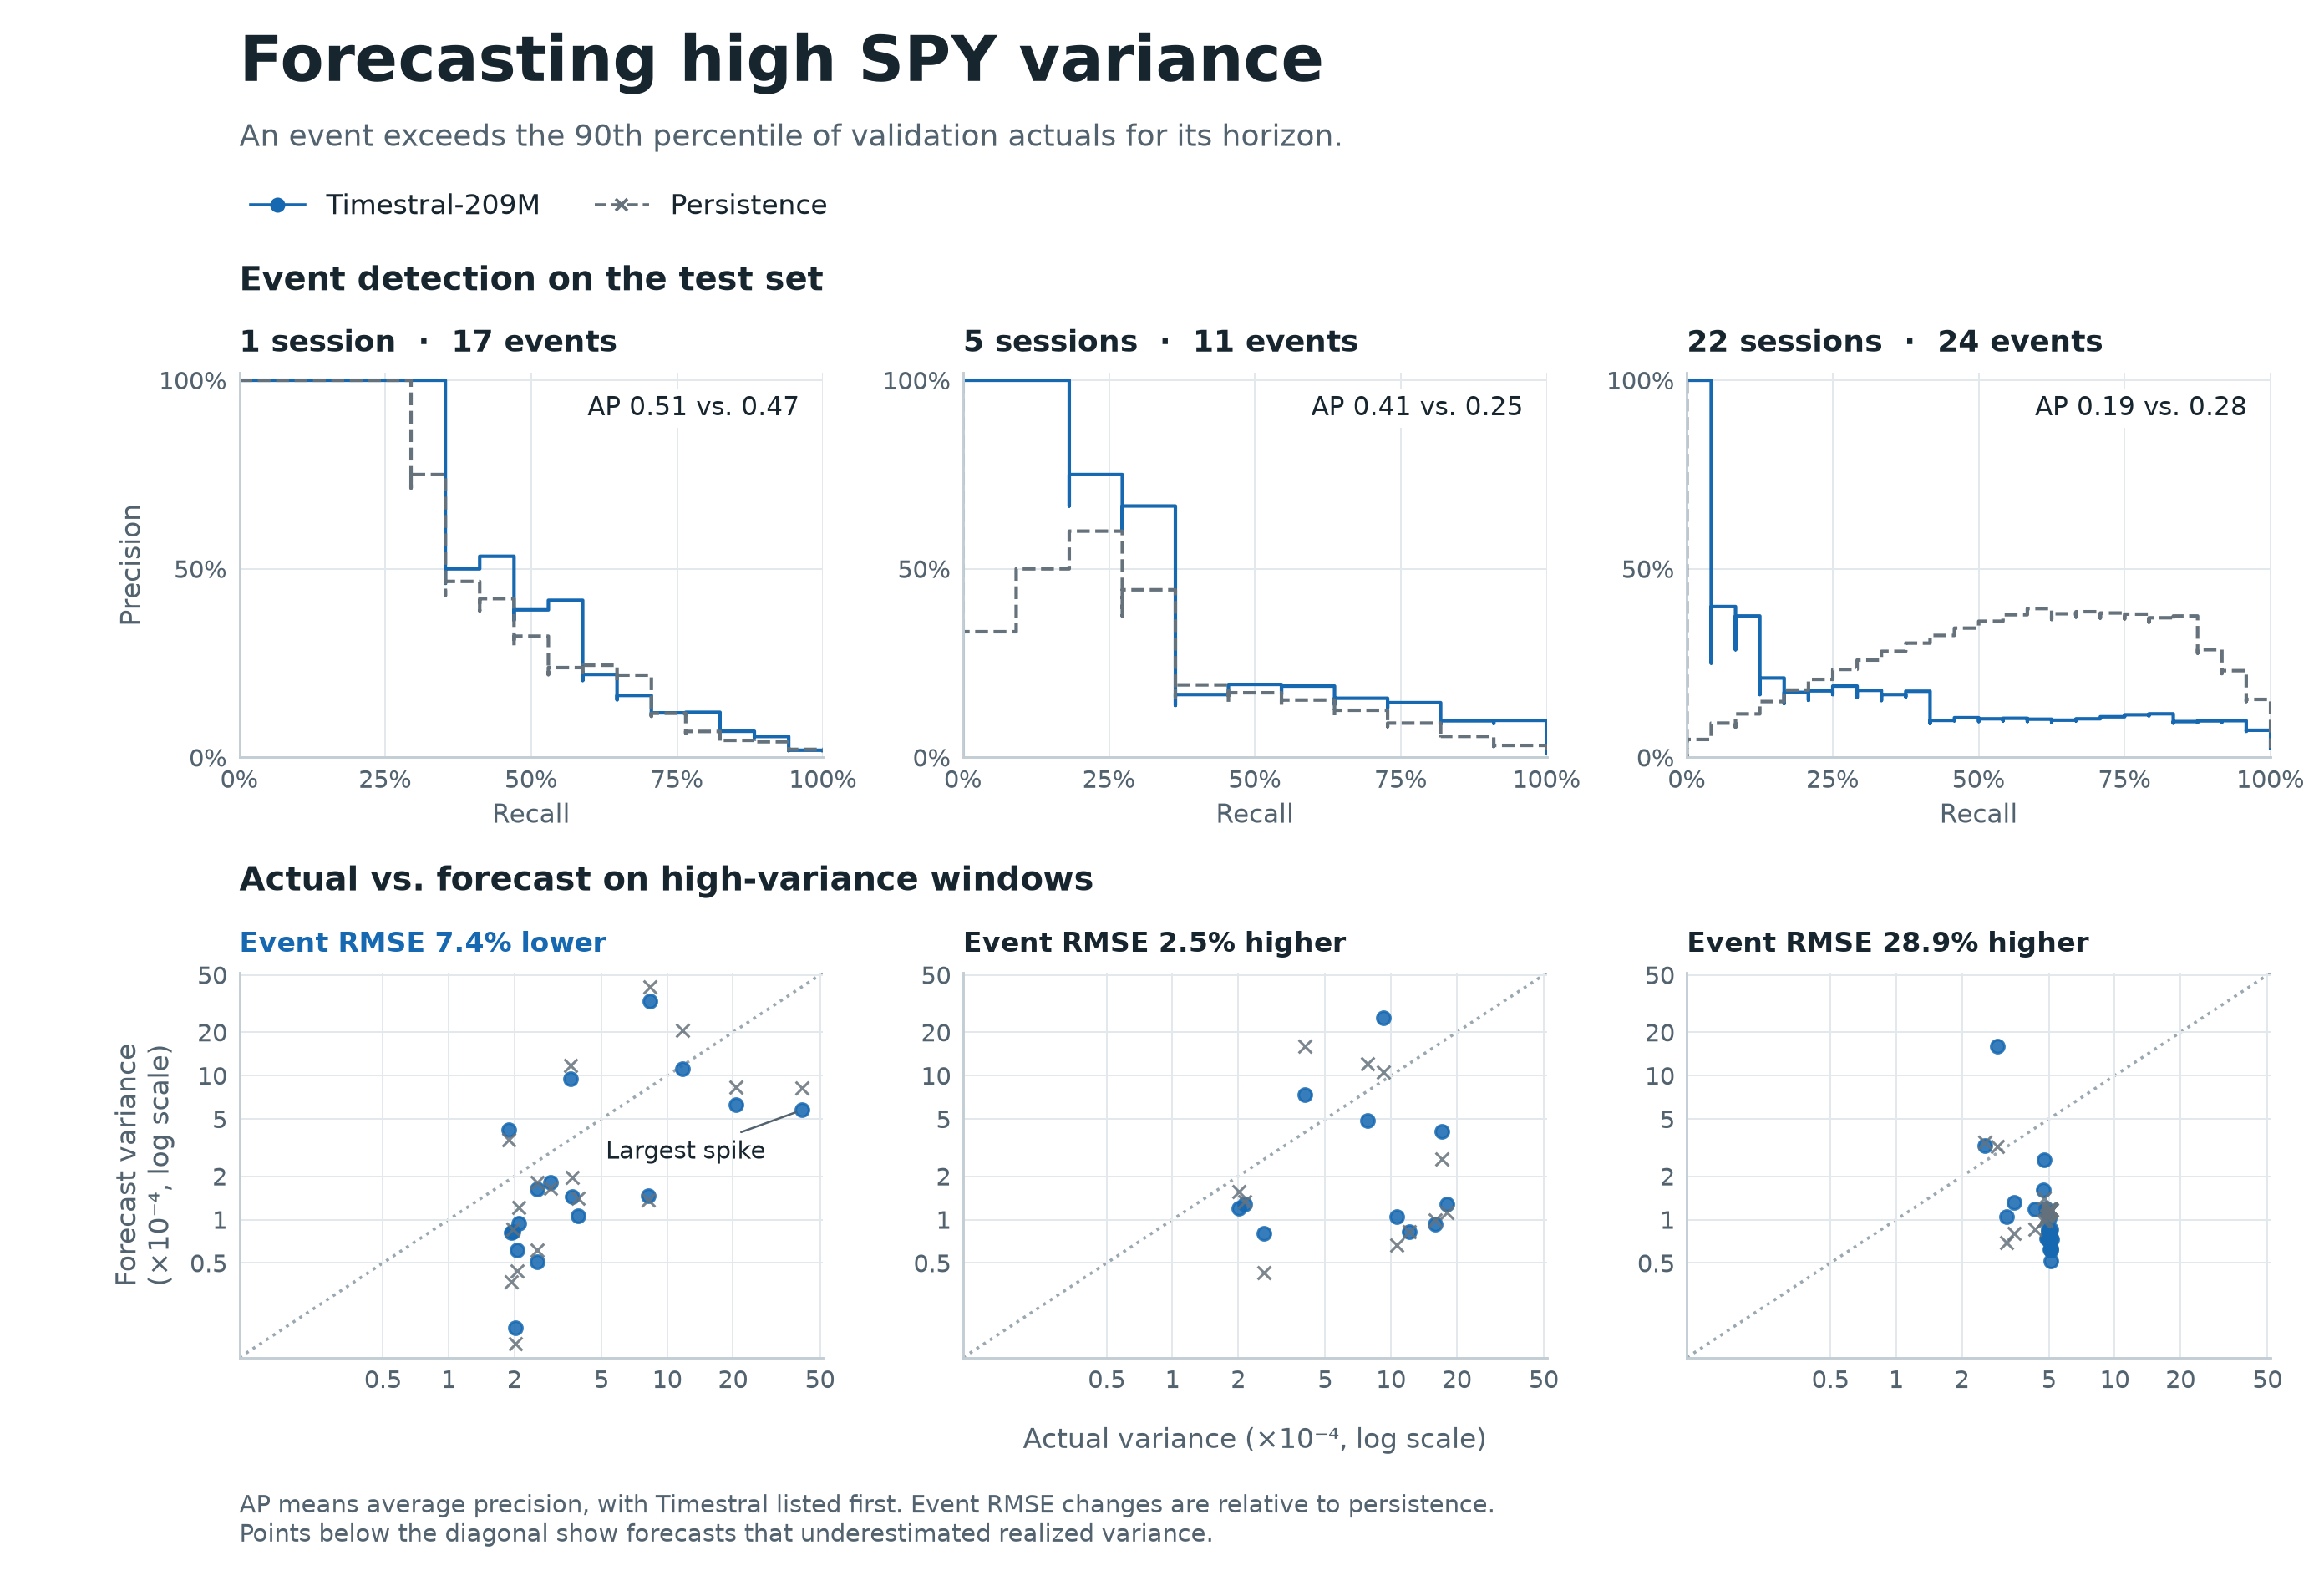 Forecasting high SPY variance
An event exceeds the 90th percentile of validation actuals for its horizon.
Timestral-209M
Persistence
Event detection on the test set
1 session · 17 events
AP 0.51 vs. 0.47
Precision
100%
50%
0%
0%
25%
50%
75%
100%
Recall
5 sessions · 11 events
AP 0.41 vs. 0.25
100%
50%
0%
0%
25%
50%
75%
100%
Recall
22 sessions · 24 events
AP 0.19 vs. 0.28
100%
50%
0%
0%
25%
50%
75%
100%
Recall
Actual vs. forecast on high-variance windows
Event RMSE 7.4% lower
Forecast variance
(×10⁻⁴, log scale)
50
20
10
5
2
1
0.5
Largest spike
0.5
1
2
5
10
20
50
Event RMSE 2.5% higher
50
20
10
5
2
1
0.5
0.5
1
2
5
10
20
50
Event RMSE 28.9% higher
50
20
10
5
2
1
0.5
0.5
1
2
5
10
20
50
Actual variance (×10⁻⁴, log scale)
AP means average precision, with Timestral listed first. Event RMSE changes are relative to persistence.
Points below the diagonal show forecasts that underestimated realized variance.